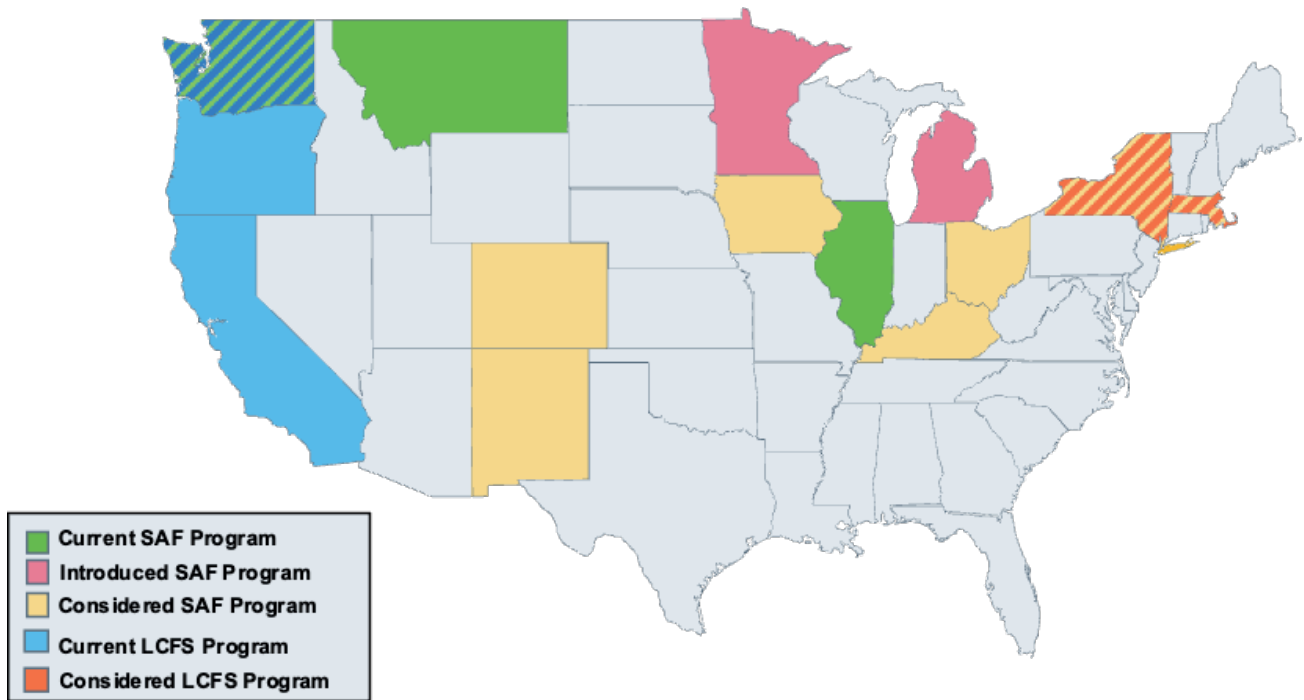 Current SAF Program
Introduced SAF Program
Considered SAF Program
Current LCFS Program
Considered LCFS Program